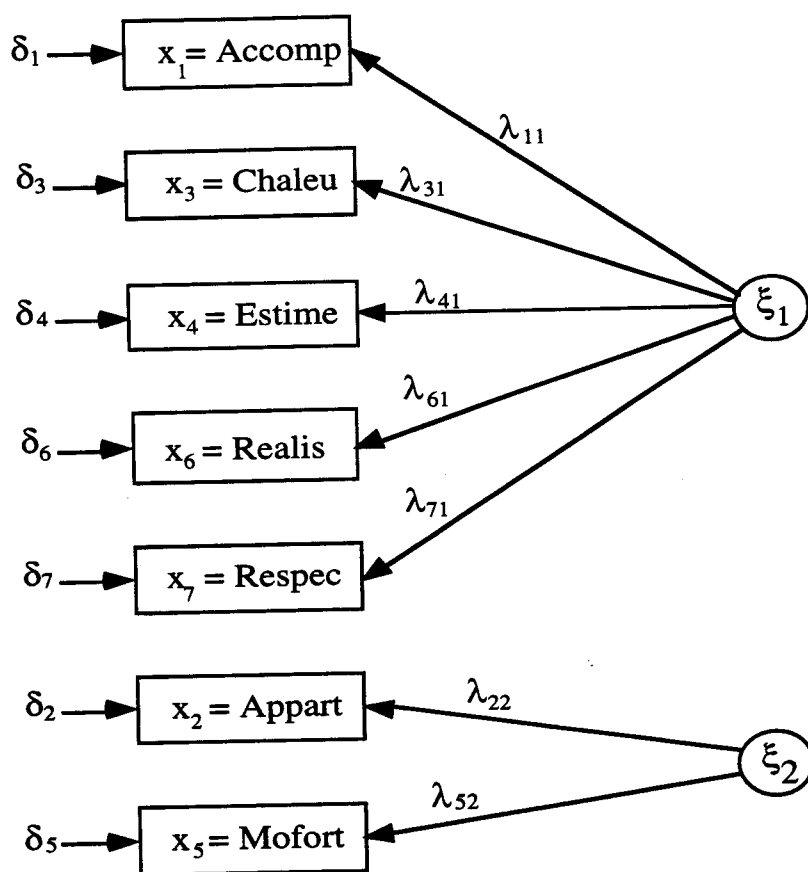 δ₁ x₁ = Accomp
λ₁₁
δ₃ x₃ = Chaleu
λ₃₁
δ₄ x₄ = Estime
λ₄₁
ξ₁
δ₆ x₆ = Realis
λ₆₁
δ₇ x₇ = Respec
λ₇₁
δ₂ x₂ = Appart
λ₂₂
ξ₂
δ₅ x₅ = Mofort
λ₅₂